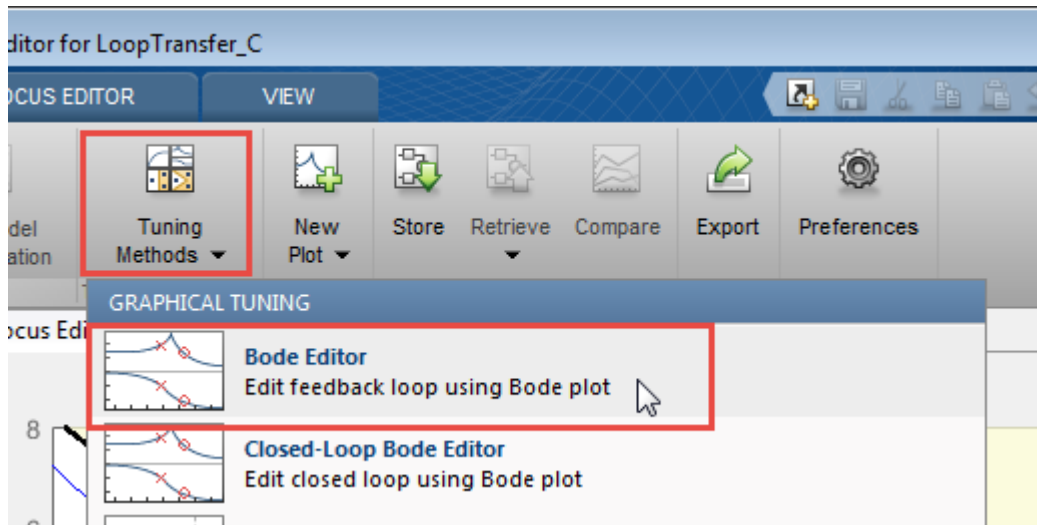 ditor for LoopTransfer_C
OCUS EDITOR VIEW
del
ation
Tuning
Methods
New
Plot
Store
Retrieve
Compare
Export
Preferences
GRAPHICAL TUNING
ocus Edi
Bode Editor
Edit feedback loop using Bode plot
8
Closed-Loop Bode Editor
Edit closed loop using Bode plot